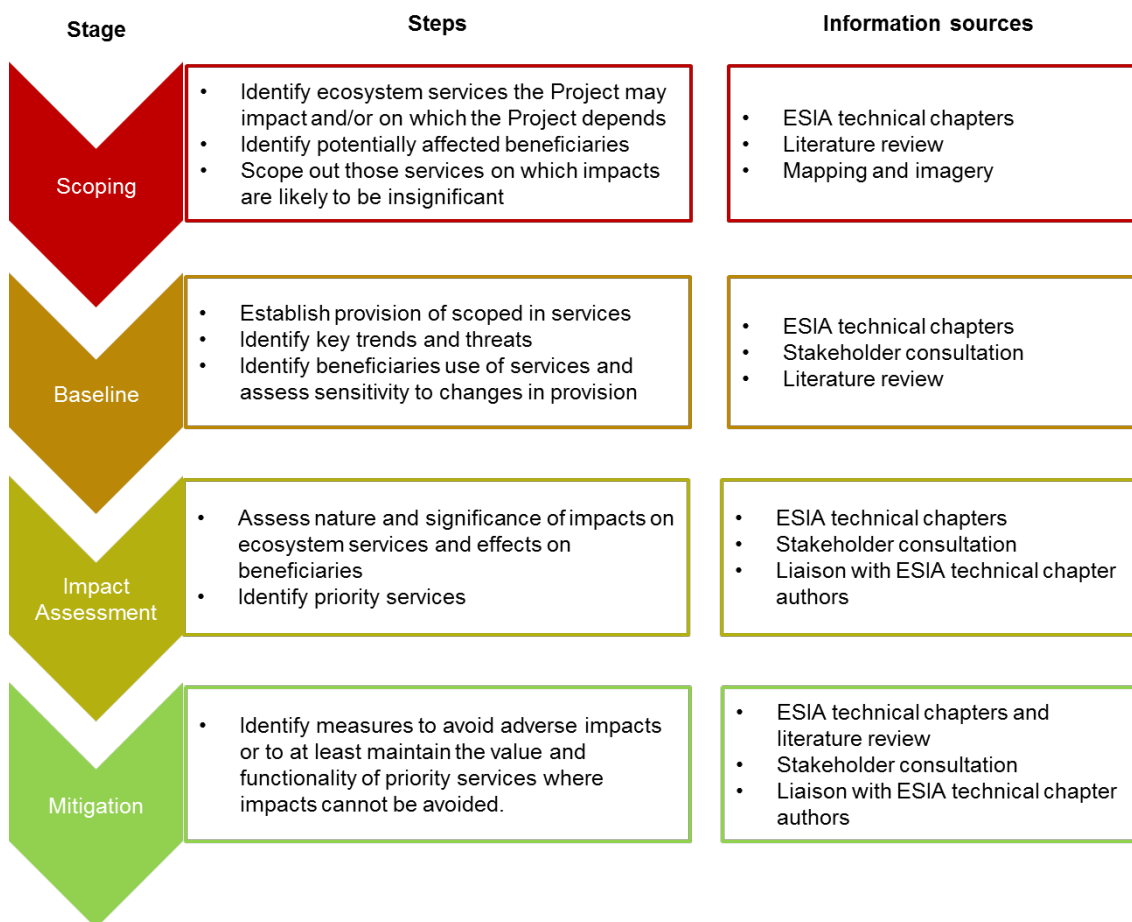 Stage
Steps
Information sources
Scoping
• Identify ecosystem services the Project may
impact and/or on which the Project depends
• Identify potentially affected beneficiaries
• Scope out those services on which impacts
are likely to be insignificant
• ESIA technical chapters
• Literature review
• Mapping and imagery
Baseline
• Establish provision of scoped in services
• Identify key trends and threats
• Identify beneficiaries use of services and
assess sensitivity to changes in provision
• ESIA technical chapters
• Stakeholder consultation
• Literature review
Impact
Assessment
• Assess nature and significance of impacts on
ecosystem services and effects on
beneficiaries
• Identify priority services
• ESIA technical chapters
• Stakeholder consultation
• Liaison with ESIA technical chapter
authors
Mitigation
• Identify measures to avoid adverse impacts
or to at least maintain the value and
functionality of priority services where
impacts cannot be avoided.
• ESIA technical chapters and
literature review
• Stakeholder consultation
• Liaison with ESIA technical chapter
authors